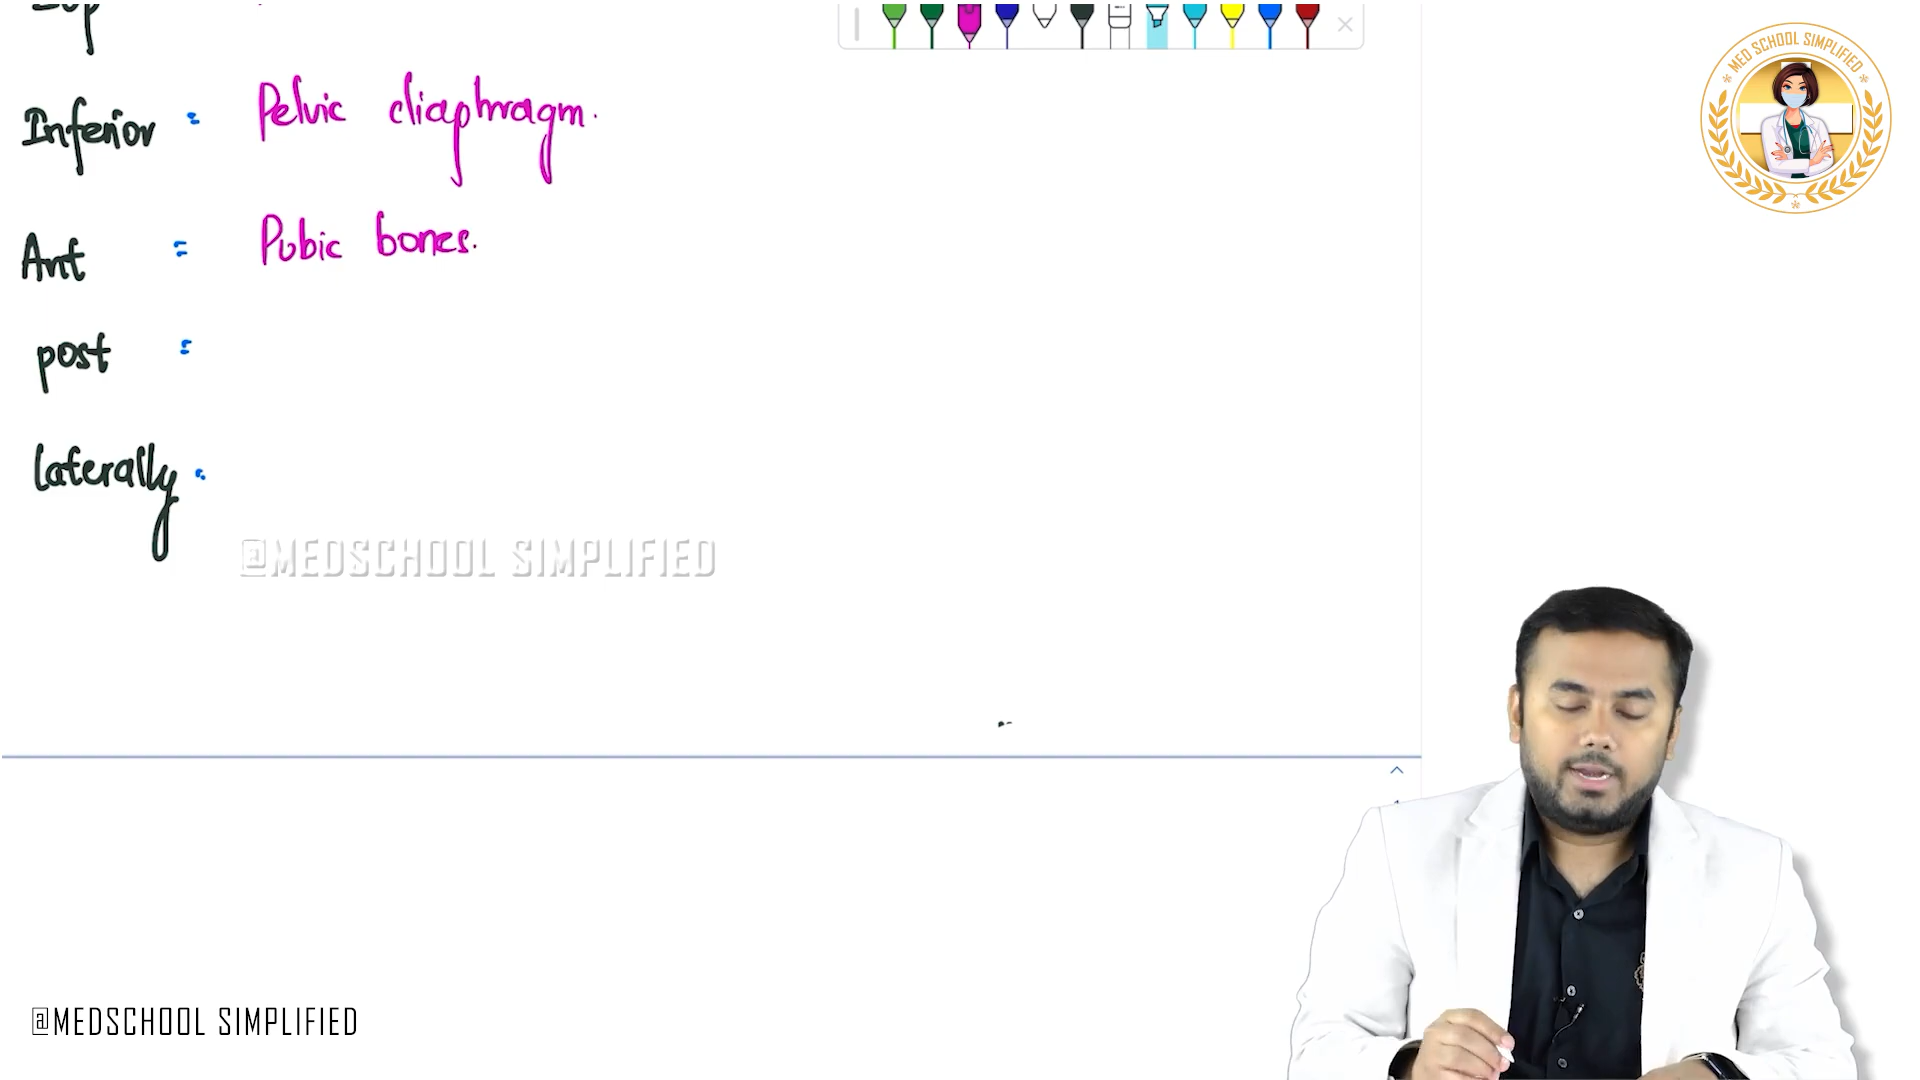 Inferior = Pelvic diaphragm.
Ant = Pubic bones.
post =
laterally =
@MEDSCHOOL SIMPLIFIED
@MEDSCHOOL SIMPLIFIED
MED SCHOOL SIMPLIFIED